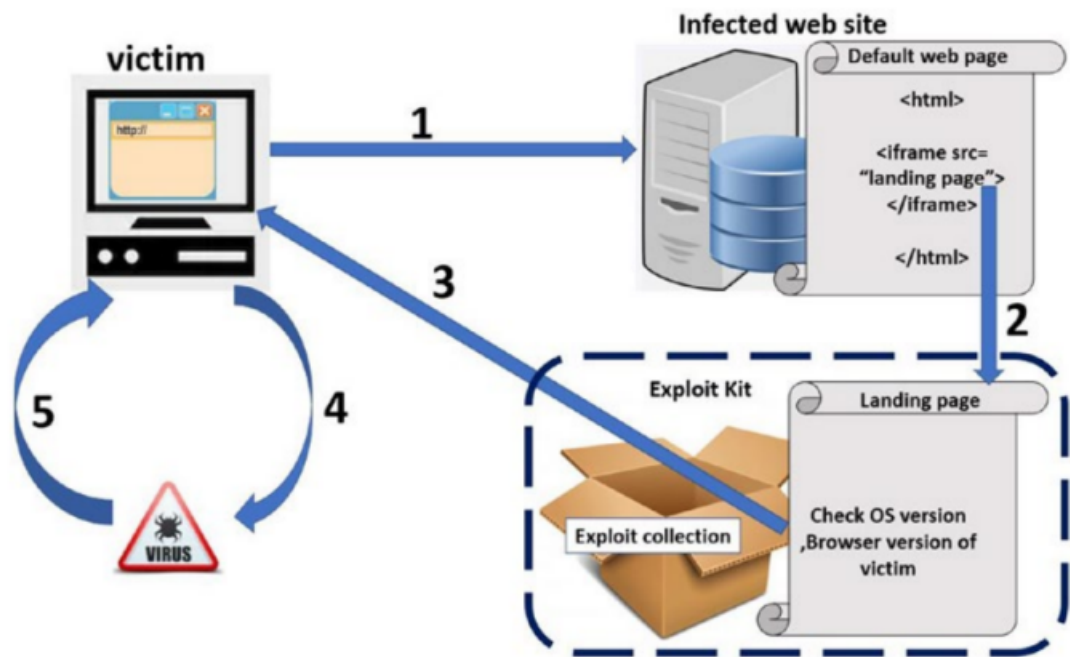 victim
http://
1
Infected web site
Default web page
<html>
<iframe src=
“landing page”>
</iframe>
</html>
2
3
Exploit Kit
Landing page
Exploit collection
Check OS version
,Browser version of
victim
4
5
VIRUS